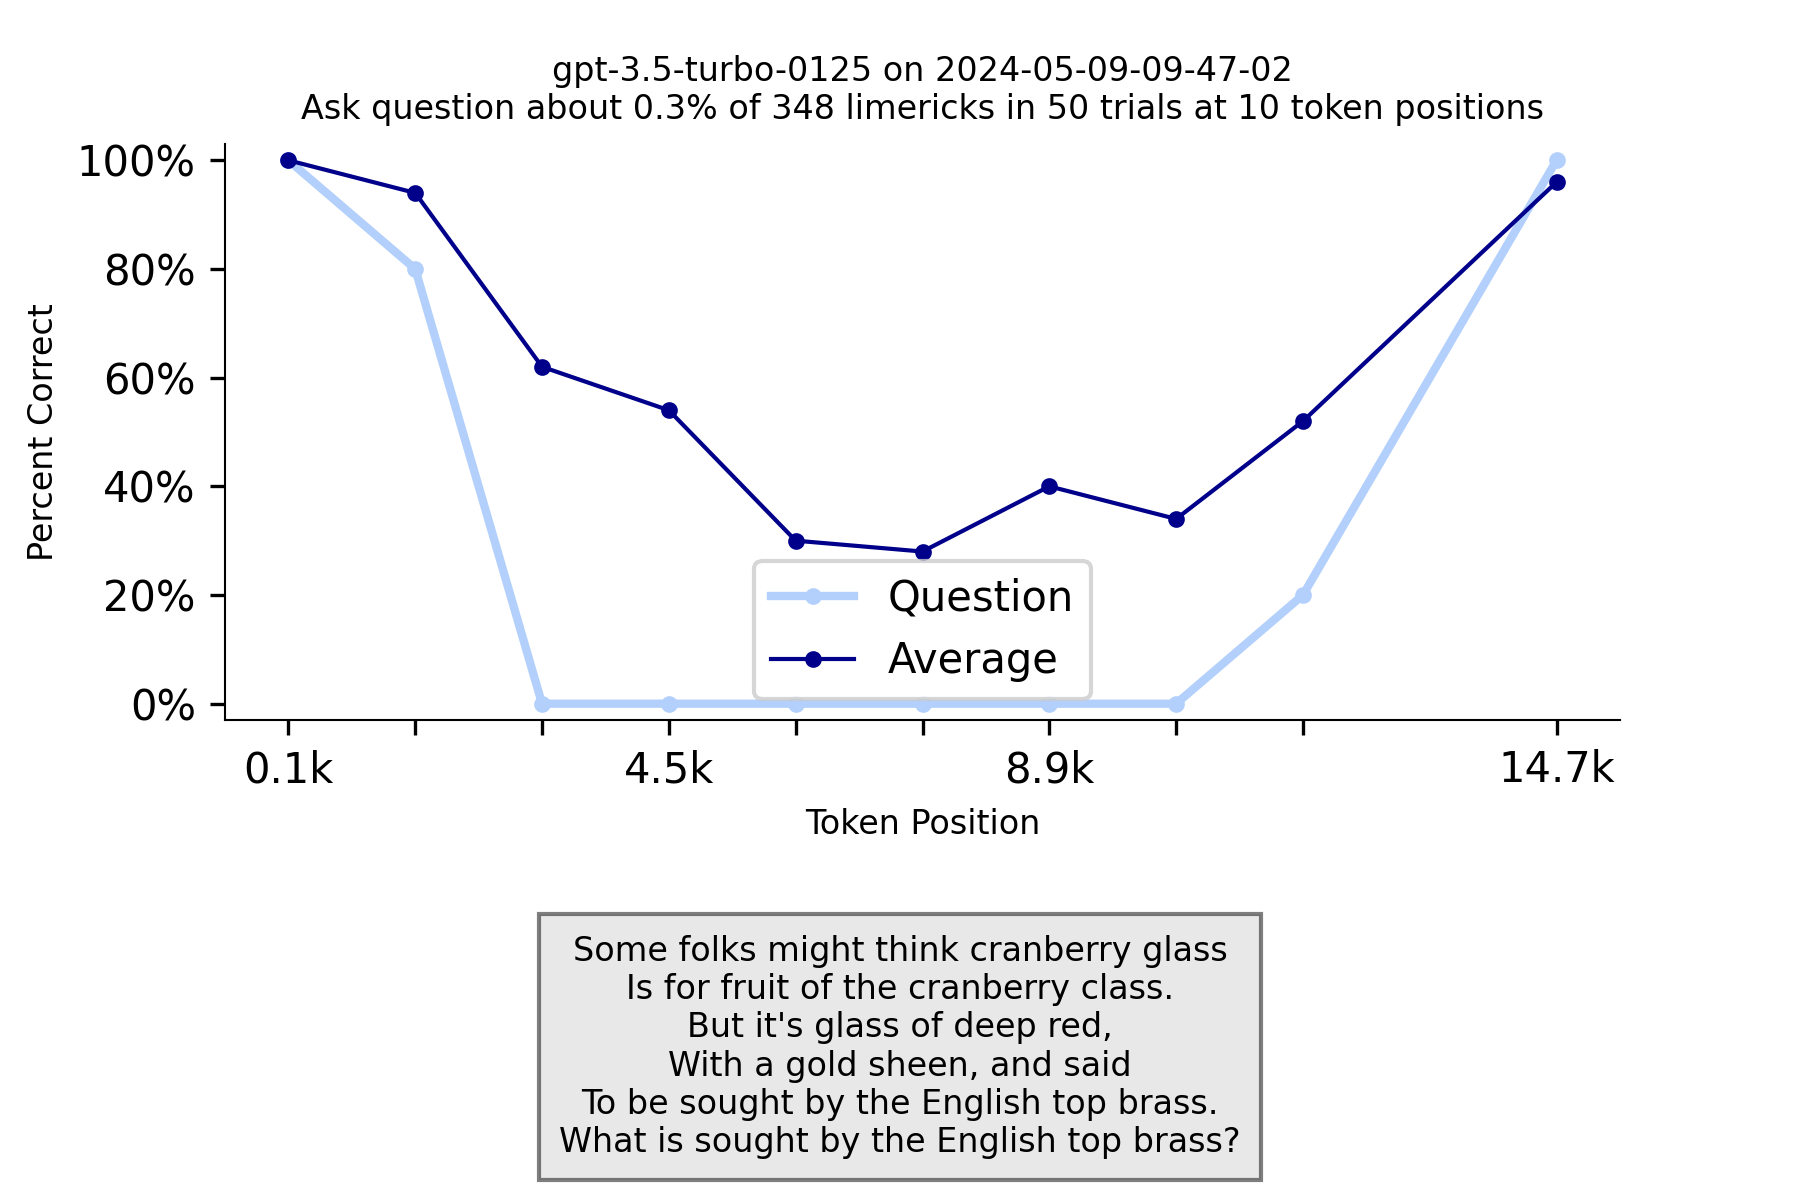 gpt-3.5-turbo-0125 on 2024-05-09-09-47-02
Ask question about 0.3% of 348 limericks in 50 trials at 10 token positions
100%
80%
60%
40%
20%
0%
Percent Correct
Question
Average
0.1k
4.5k
8.9k
14.7k
Token Position
Some folks might think cranberry glass
Is for fruit of the cranberry class.
But it's glass of deep red,
With a gold sheen, and said
To be sought by the English top brass.
What is sought by the English top brass?